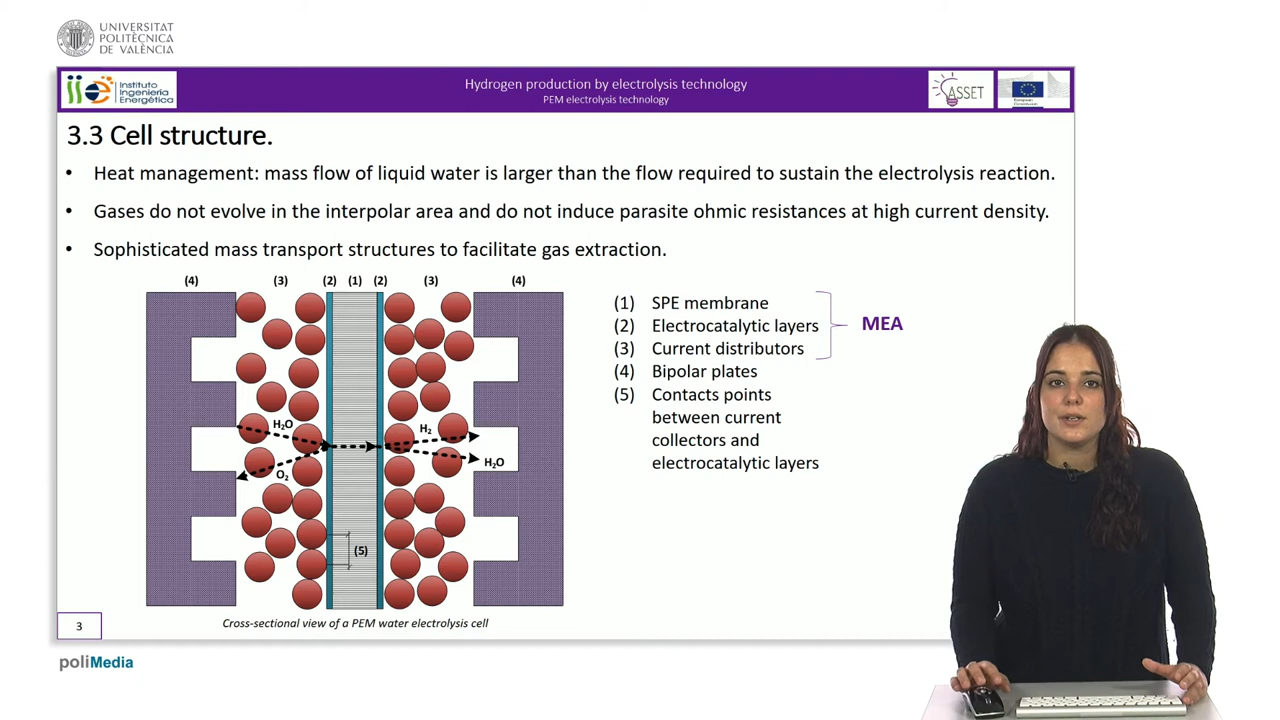 UNIVERSITAT
POLITÈCNICA
DE VALÈNCIA
Instituto
Ingeniería
Energética
Hydrogen production by electrolysis technology
PEM electrolysis technology
ASSET
European
Commission
3.3 Cell structure.
• Heat management: mass flow of liquid water is larger than the flow required to sustain the electrolysis reaction.
• Gases do not evolve in the interpolar area and do not induce parasite ohmic resistances at high current density.
• Sophisticated mass transport structures to facilitate gas extraction.
(4) (3) (2) (1) (2) (3) (4)
H₂O
O₂
H₂
H₂O
(5)
Cross-sectional view of a PEM water electrolysis cell
(1) SPE membrane
(2) Electrocatalytic layers
(3) Current distributors
(4) Bipolar plates
(5) Contacts points
between current
collectors and
electrocatalytic layers
MEA
3
poliMedia